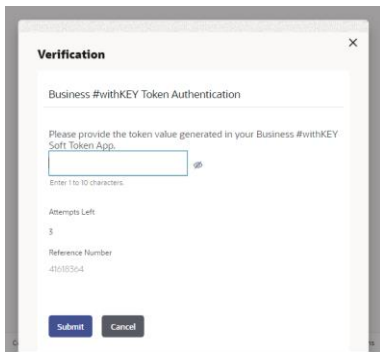 Verification
Business #withKEY Token Authentication
Please provide the token value generated in your Business #withKEY
Soft Token App.
Enter 1 to 10 characters.
Attempts Left
3
Reference Number
41618364
Submit
Cancel